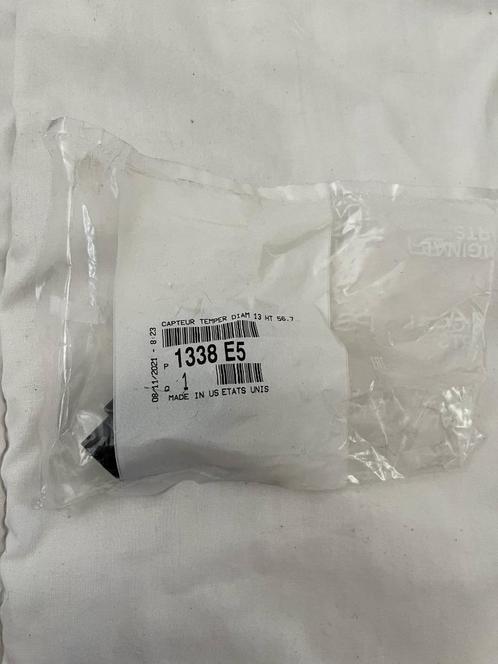 CAPTEUR TEMPER DIAM 13 HT 56.7
08/11/2021 - 8:23
P 1338 E5
Q 1
MADE IN US ETATS UNIS